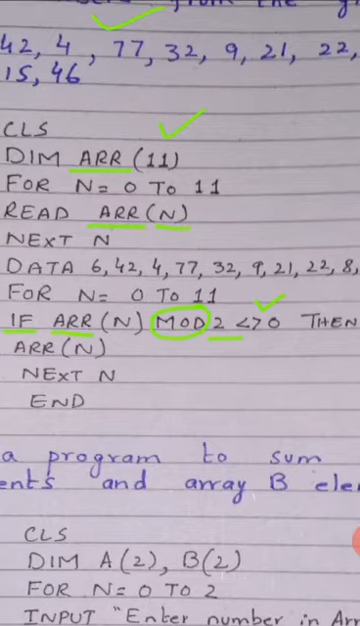 from the
42, 4, 77, 32, 9, 21, 22,
15, 46
CLS
DIM ARR (11)
FOR N = 0 TO 11
READ ARR (N)
NEXT N
DATA 6, 42, 4, 77, 32, 9, 21, 22, 8,
FOR N = 0 TO 11
IF ARR (N) MOD 2 <> 0 THEN
ARR (N)
NEXT N
END
a program to sum
ents and array B ele
CLS
DIM A (2), B (2)
FOR N = 0 TO 2
INPUT "Enter number in Arr